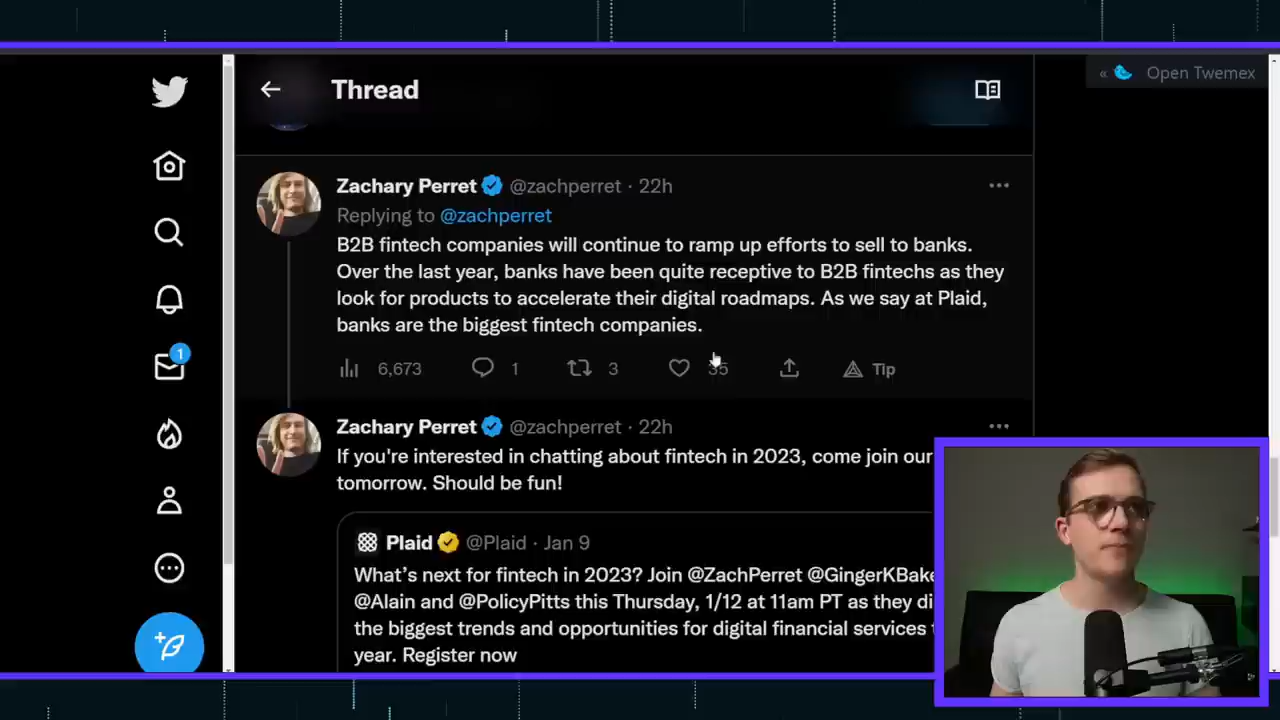 Thread
« Open Twemex
Zachary Perret @zachperret · 22h
Replying to @zachperret
B2B fintech companies will continue to ramp up efforts to sell to banks.
Over the last year, banks have been quite receptive to B2B fintechs as they
look for products to accelerate their digital roadmaps. As we say at Plaid,
banks are the biggest fintech companies.
6,673 1 3 35 Tip
1
Zachary Perret @zachperret · 22h
If you're interested in chatting about fintech in 2023, come join our
tomorrow. Should be fun!
Plaid @Plaid · Jan 9
What's next for fintech in 2023? Join @ZachPerret @GingerKBake
@Alain and @PolicyPitts this Thursday, 1/12 at 11am PT as they di
the biggest trends and opportunities for digital financial services
year. Register now